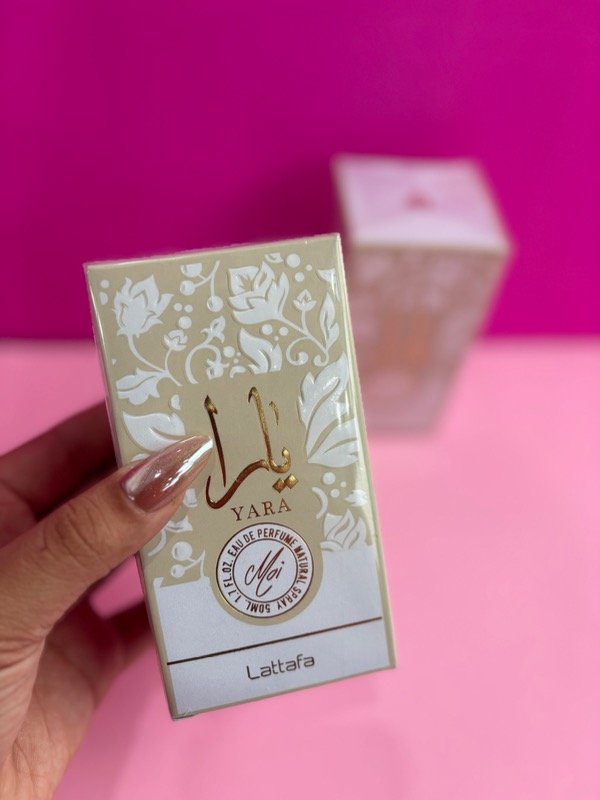 يارا
YARA
EAU DE PERFUME NATURAL SPRAY 50ML. 1.7 FL.OZ.
Moi
Lattafa